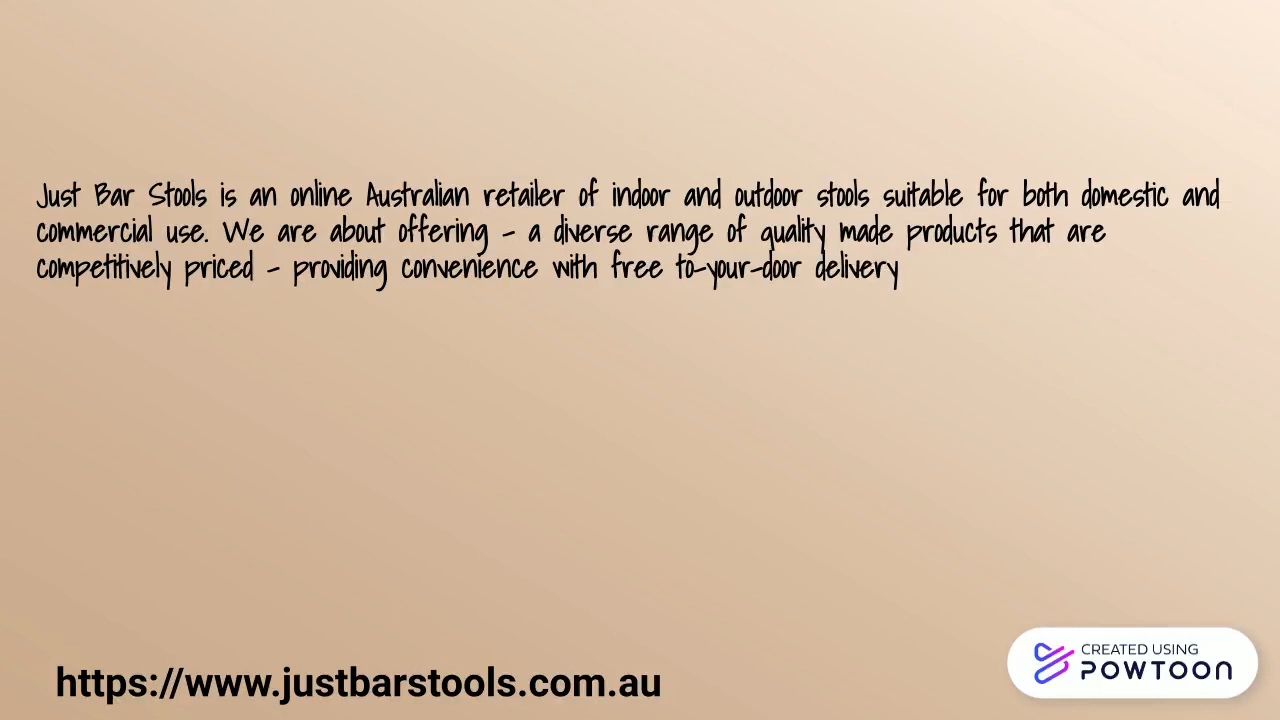 Just Bar Stools is an online Australian retailer of indoor and outdoor stools suitable for both domestic and
commercial use. We are about offering - a diverse range of quality made products that are
competitively priced - providing convenience with free to-your-door delivery
https://www.justbarstools.com.au
CREATED USING
POWTOON